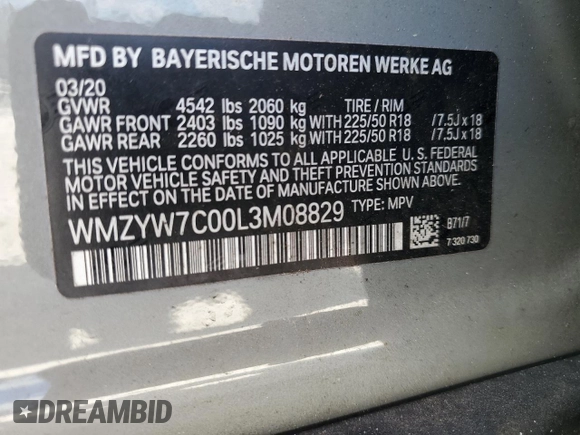 MFD BY BAYERISCHE MOTOREN WERKE AG
03/20
GVWR 4542 lbs 2060 kg TIRE / RIM
GAWR FRONT 2403 lbs 1090 kg WITH 225/50 R18 / 7.5J x 18
GAWR REAR 2260 lbs 1025 kg WITH 225/50 R18 / 7.5J x 18
THIS VEHICLE CONFORMS TO ALL APPLICABLE U. S. FEDERAL
MOTOR VEHICLE SAFETY AND THEFT PREVENTION STANDARDS
IN EFFECT ON THE DATE OF MANUFACTURE SHOWN ABOVE.
WMZYW7C00L3M08829 TYPE: MPV
B71/7
7 320 730
DREAMBID